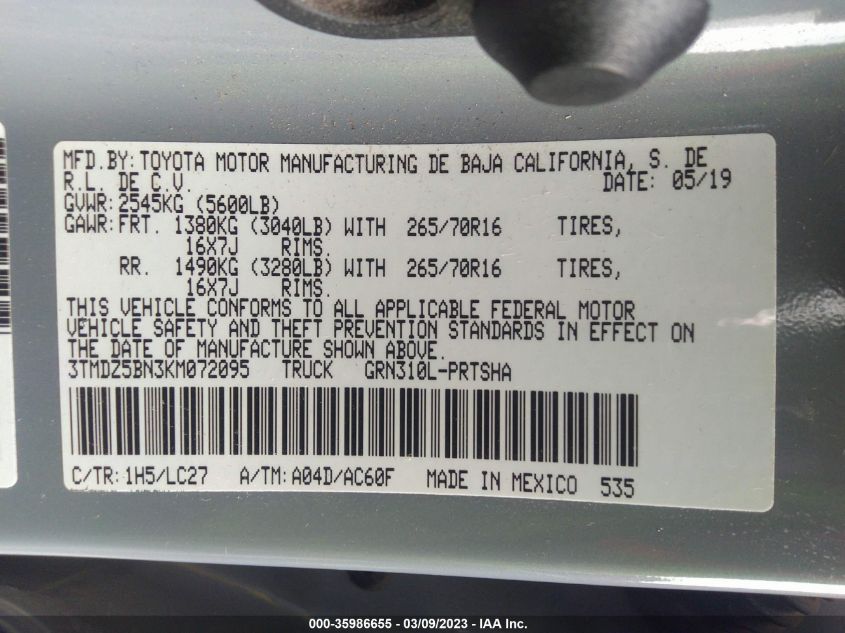 MFD.BY:TOYOTA MOTOR MANUFACTURING DE BAJA CALIFORNIA, S. DE
R.L. DE C.V. DATE: 05/19
GVWR:2545KG (5600LB)
GAWR:FRT. 1380KG (3040LB) WITH 265/70R16 TIRES,
16X7J RIMS.
RR. 1490KG (3280LB) WITH 265/70R16 TIRES,
16X7J RIMS.
THIS VEHICLE CONFORMS TO ALL APPLICABLE FEDERAL MOTOR
VEHICLE SAFETY AND THEFT PREVENTION STANDARDS IN EFFECT ON
THE DATE OF MANUFACTURE SHOWN ABOVE.
3TMDZ5BN3KM072095 TRUCK GRN310L-PRTSHA
C/TR:1H5/LC27 A/TM:A04D/AC60F MADE IN MEXICO 535
000-35986655 - 03/09/2023 - IAA Inc.